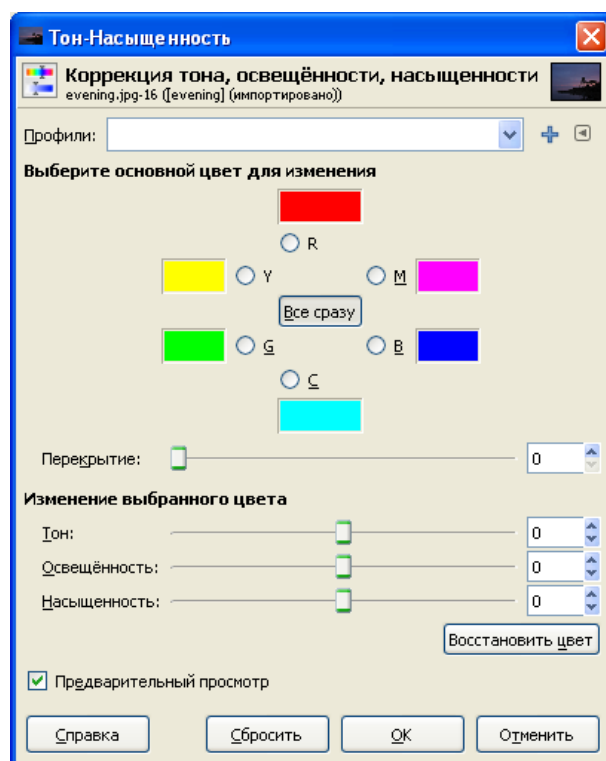 Тон-Насыщенность
Коррекция тона, освещённости, насыщенности
evening.jpg-16 ([evening] (импортировано))
Профили:
Выберите основной цвет для изменения
R
Y M
Все сразу
G B
C
Перекрытие: 0
Изменение выбранного цвета
Тон: 0
Освещённость: 0
Насыщенность: 0
Восстановить цвет
Предварительный просмотр
Справка Сбросить OK Отменить